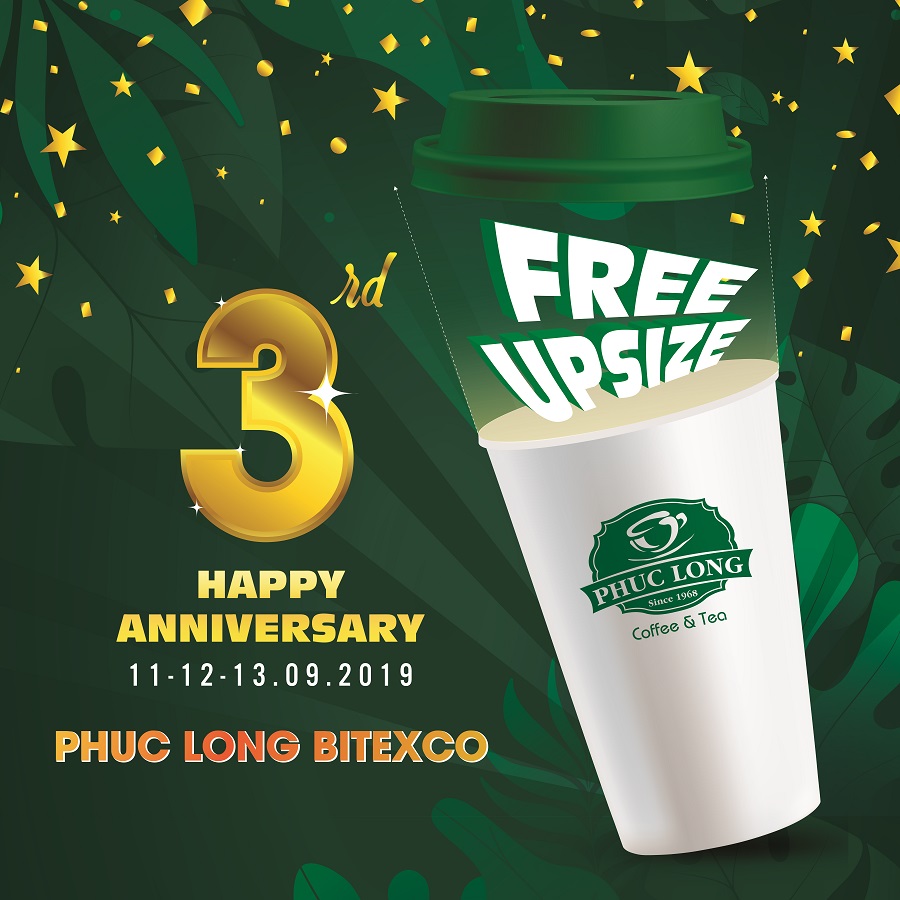 3rd
HAPPY
ANNIVERSARY
11-12-13.09.2019
PHUC LONG BITEXCO
FREE
UPSIZE
PHUC LONG
Since 1968
Coffee & Tea